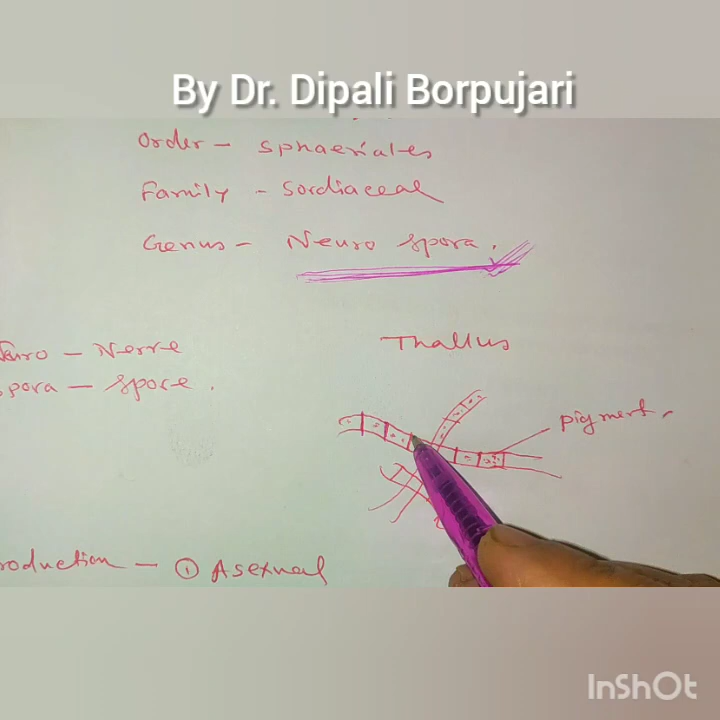 By Dr. Dipali Borpujari
Order - Sphaeriales
Family - Sordiaceal
Genus - Neuro spora.
Neuro - Nerve
spora - spore.
Thallus
pigment
roduction - ① Asexual
InShOt